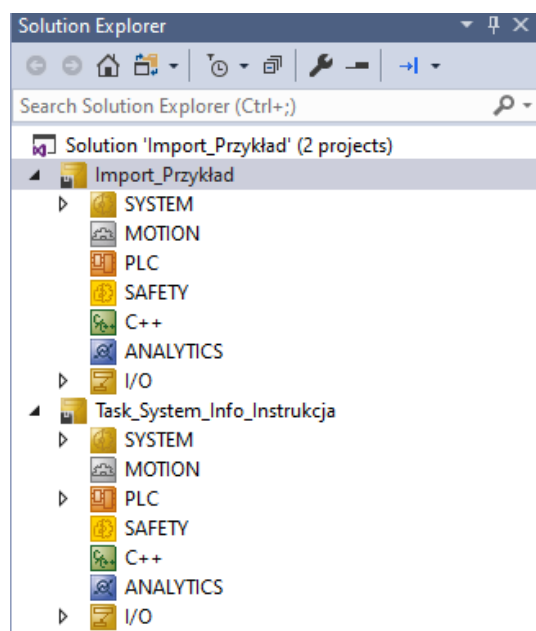 Solution Explorer
Search Solution Explorer (Ctrl+;)
Solution 'Import_Przykład' (2 projects)
Import_Przykład
SYSTEM
MOTION
PLC
SAFETY
C++
ANALYTICS
I/O
Task_System_Info_Instrukcja
SYSTEM
MOTION
PLC
SAFETY
C++
ANALYTICS
I/O